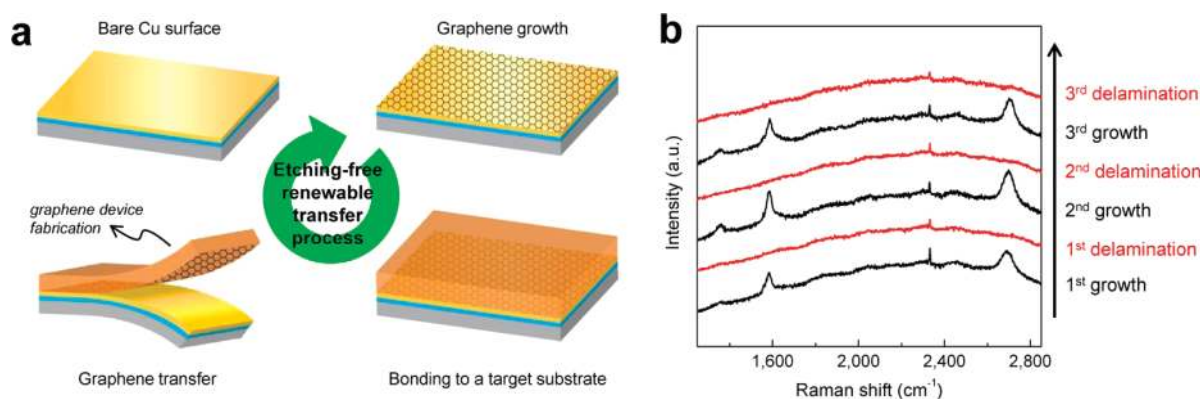 a
Bare Cu surface
Graphene growth
Etching-free
renewable
transfer
process
graphene device
fabrication
Graphene transfer
Bonding to a target substrate
b
Intensity (a.u.)
3rd delamination
3rd growth
2nd delamination
2nd growth
1st delamination
1st growth
1,600 2,000 2,400 2,800
Raman shift (cm⁻¹)